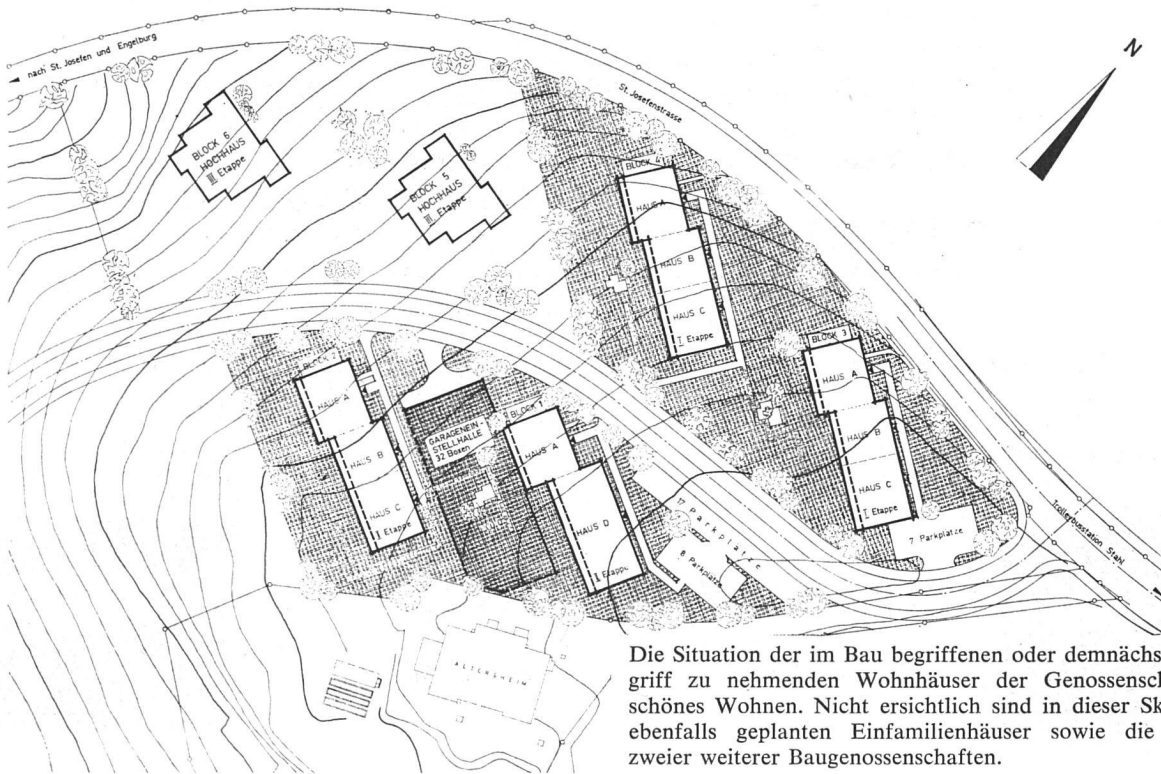 nach St. Josefen und Engelburg
N
St. Josefenstrasse
BLOCK 6
HOCHHAUS
III Etappe
BLOCK 5
HOCHHAUS
III Etappe
BLOCK 4
HAUS A
HAUS B
HAUS C
I Etappe
BLOCK 3
HAUS A
HAUS B
HAUS C
I Etappe
7 Parkplätze
Trolleybusstation Stahl
BLOCK 2
HAUS A
HAUS B
HAUS C
I Etappe
GARAGENEIN-
STELLHALLE
32 Boxen
BLOCK 1
HAUS A
HAUS D
I Etappe
17 Parkplätze
8 Parkplätze
ALTERSHEIM
Die Situation der im Bau begriffenen oder demnächs
griff zu nehmenden Wohnhäuser der Genossensc
schönes Wohnen. Nicht ersichtlich sind in dieser Sk
ebenfalls geplanten Einfamilienhäuser sowie die
zweier weiterer Baugenossenschaften.